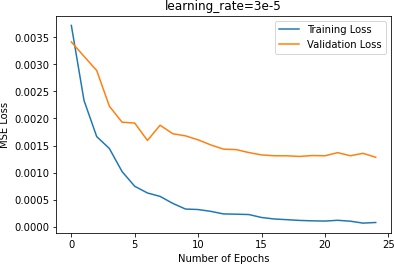 learning_rate=3e-5
Training Loss
Validation Loss
MSE Loss
0.0035
0.0030
0.0025
0.0020
0.0015
0.0010
0.0005
0.0000
0 5 10 15 20 25
Number of Epochs